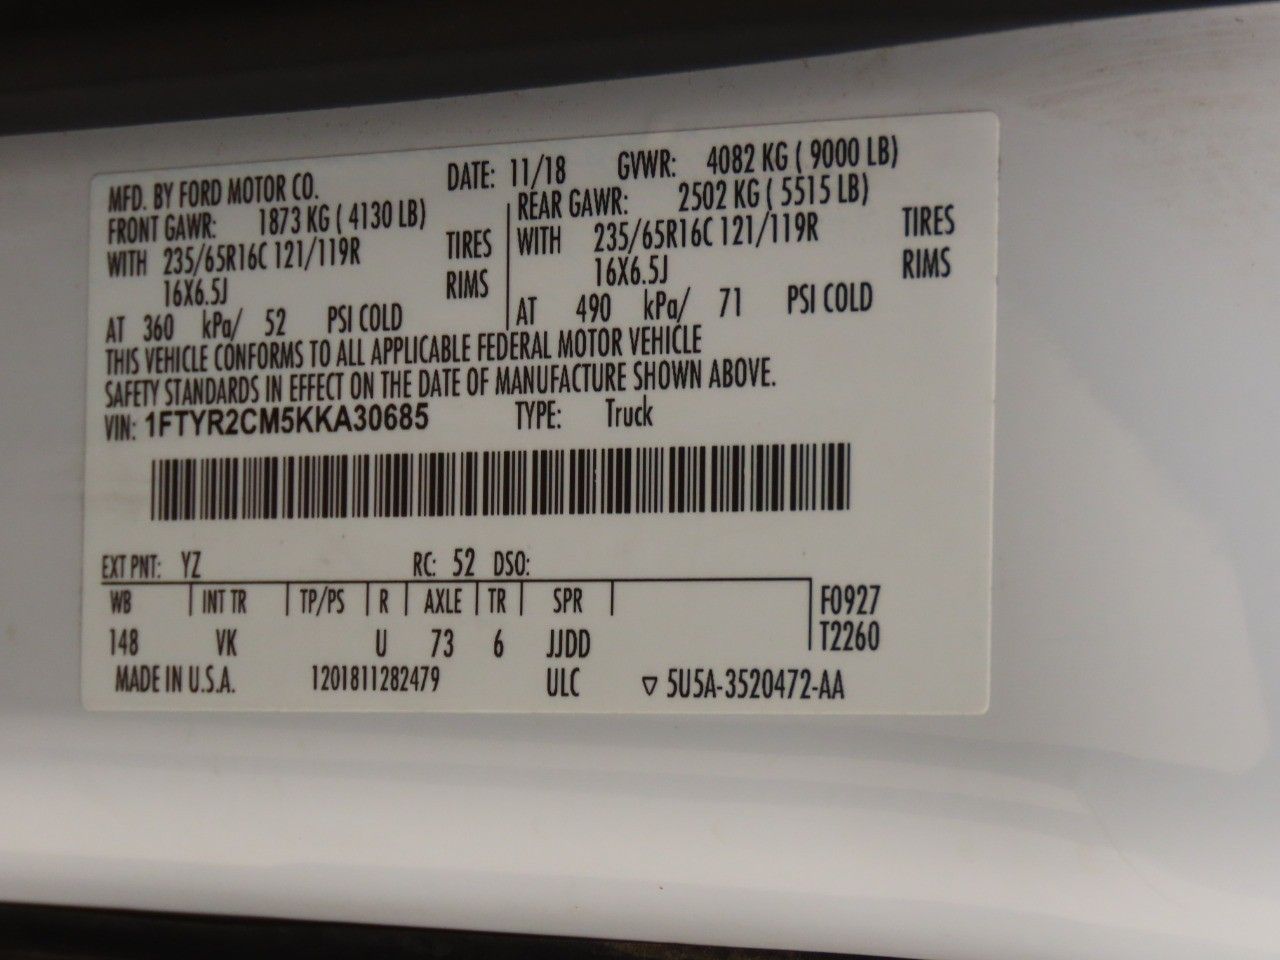 MFD. BY FORD MOTOR CO. DATE: 11/18 GVWR: 4082 KG ( 9000 LB)
FRONT GAWR: 1873 KG ( 4130 LB) REAR GAWR: 2502 KG ( 5515 LB)
WITH 235/65R16C 121/119R TIRES WITH 235/65R16C 121/119R TIRES
16X6.5J RIMS 16X6.5J RIMS
AT 360 kPa/ 52 PSI COLD AT 490 kPa/ 71 PSI COLD
THIS VEHICLE CONFORMS TO ALL APPLICABLE FEDERAL MOTOR VEHICLE
SAFETY STANDARDS IN EFFECT ON THE DATE OF MANUFACTURE SHOWN ABOVE.
VIN: 1FTYR2CM5KKA30685 TYPE: Truck
EXT PNT: YZ RC: 52 DSO:
WB INT TR TP/PS R AXLE TR SPR F0927
148 VK U 73 6 JJDD T2260
MADE IN U.S.A. 1201811282479 ULC ▽ 5U5A-3520472-AA